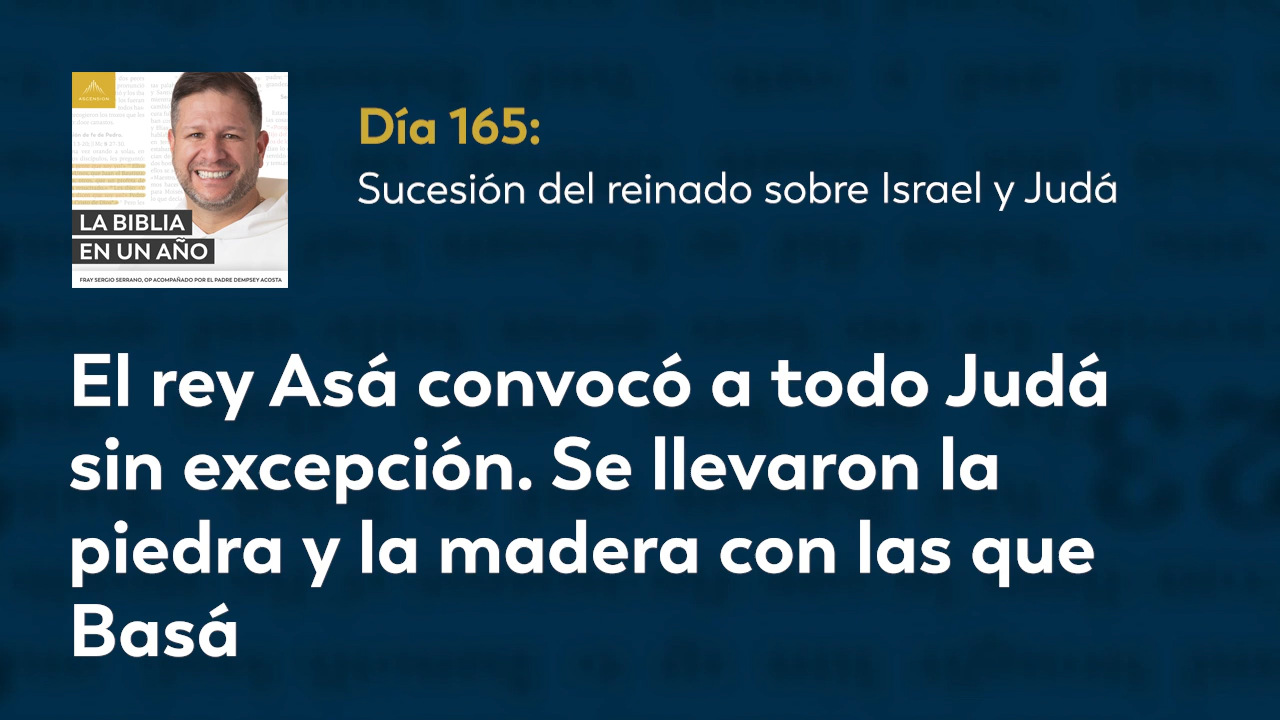 ASCENSION
LA BIBLIA
EN UN AÑO
FRAY SERGIO SERRANO, OP ACOMPAÑADO POR EL PADRE DEMPSEY ACOSTA
Día 165:
Sucesión del reinado sobre Israel y Judá
El rey Asá convocó a todo Judá
sin excepción. Se llevaron la
piedra y la madera con las que
Basá